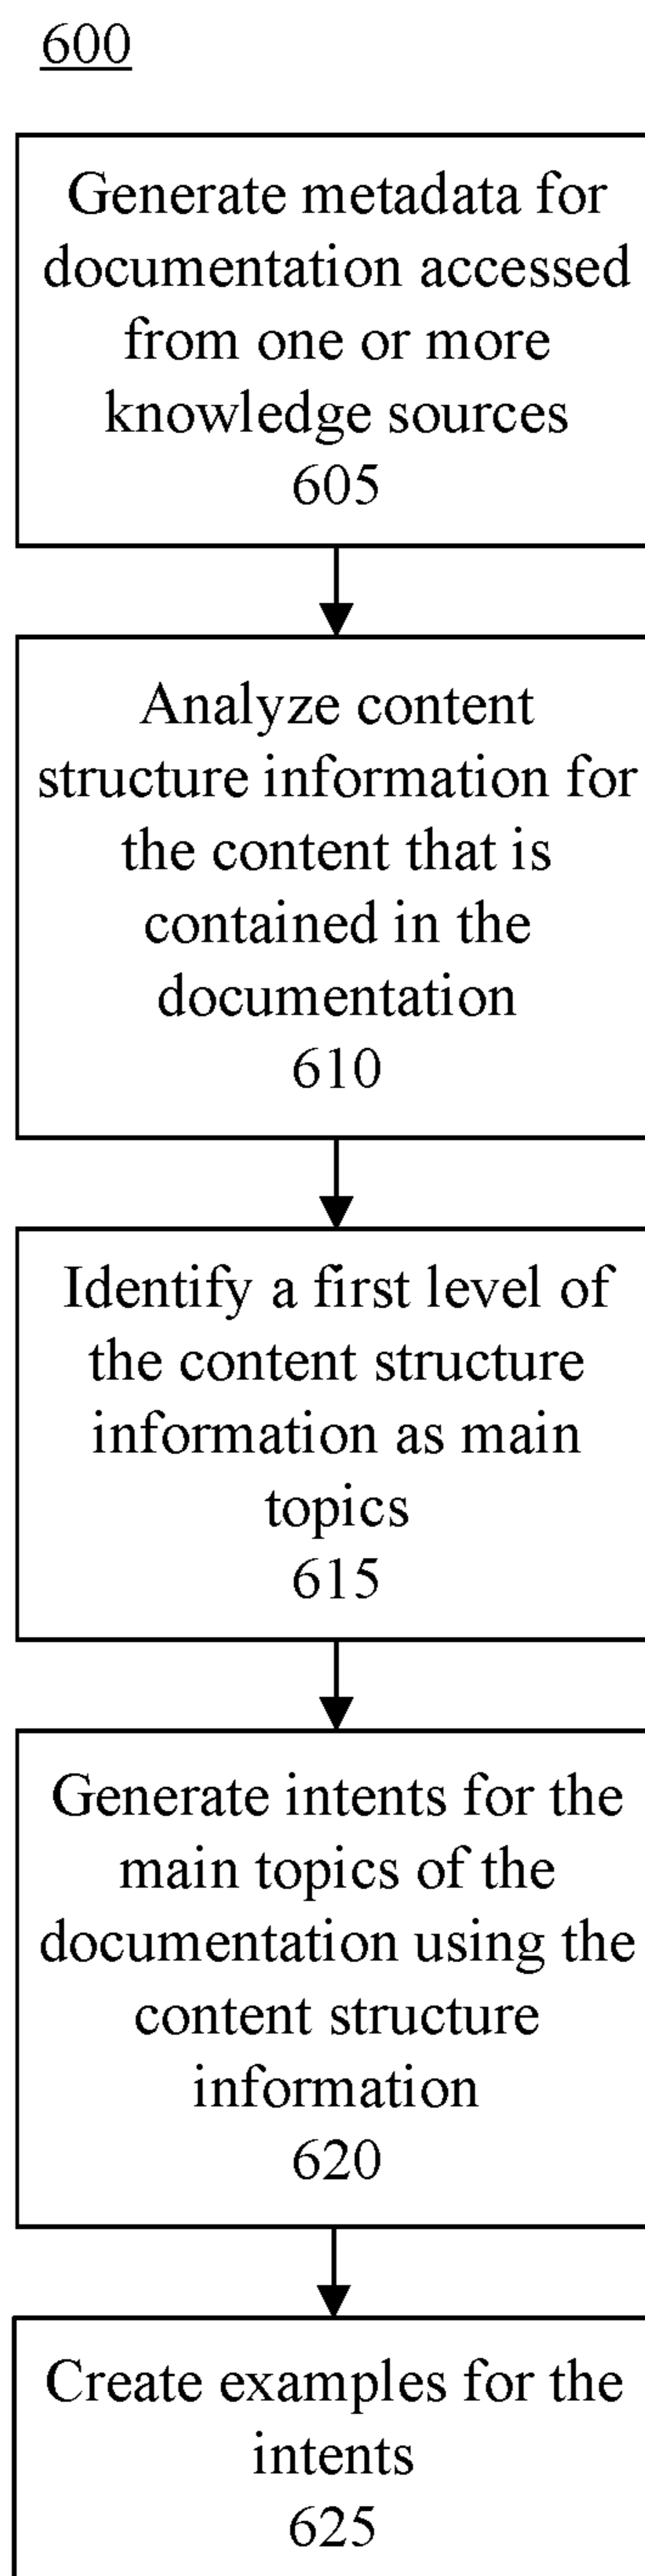 600
Generate metadata for
documentation accessed
from one or more
knowledge sources
605
Analyze content
structure information for
the content that is
contained in the
documentation
610
Identify a first level of
the content structure
information as main
topics
615
Generate intents for the
main topics of the
documentation using the
content structure
information
620
Create examples for the
intents
625